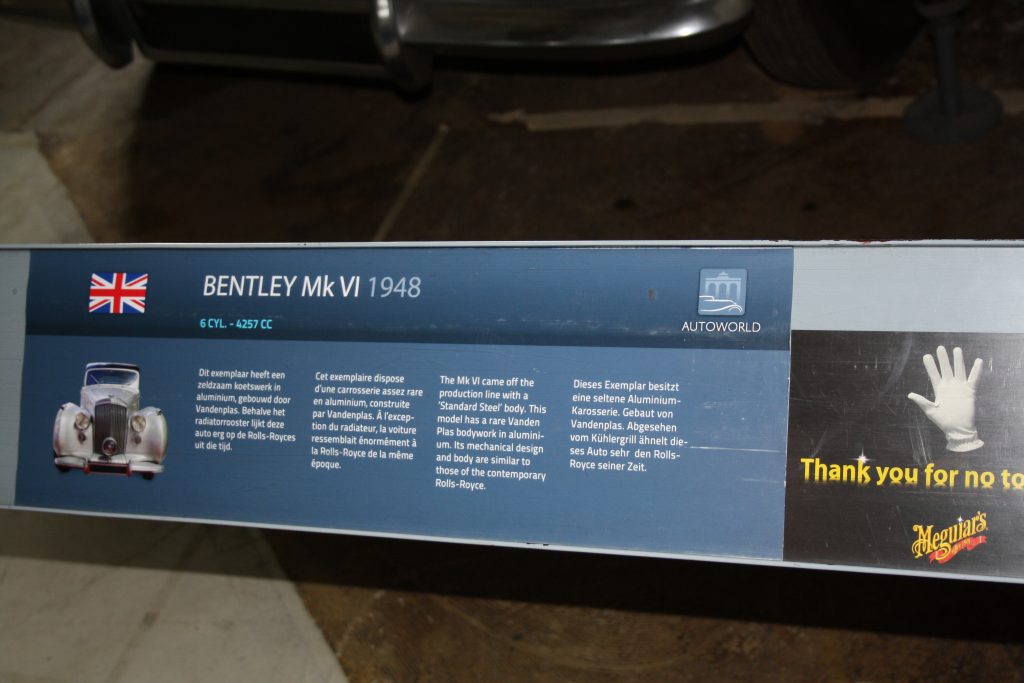 BENTLEY Mk VI 1948
6 CYL. - 4257 CC
AUTOWORLD
Dit exemplaar heeft een
zeldzaam koetswerk in
aluminium, gebouwd door
Vandenplas. Behalve het
radiatorrooster lijkt deze
auto erg op de Rolls-Royces
uit die tijd.
Cet exemplaire dispose
d'une carrosserie assez rare
en aluminium, construite
par Vandenplas. À l'excep-
tion du radiateur, la voiture
ressemblait énormément à
la Rolls-Royce de la même
époque.
The Mk VI came off the
production line with a
'Standard Steel' body. This
model has a rare Vanden
Plas bodywork in alumini-
um. Its mechanical design
and body are similar to
those of the contemporary
Rolls-Royce.
Dieses Exemplar besitzt
eine seltene Aluminium-
Karosserie. Gebaut von
Vandenplas. Abgesehen
vom Kühlergrill ähnelt die-
ses Auto sehr den Rolls-
Royce seiner Zeit.
Thank you for no to
Meguiar's